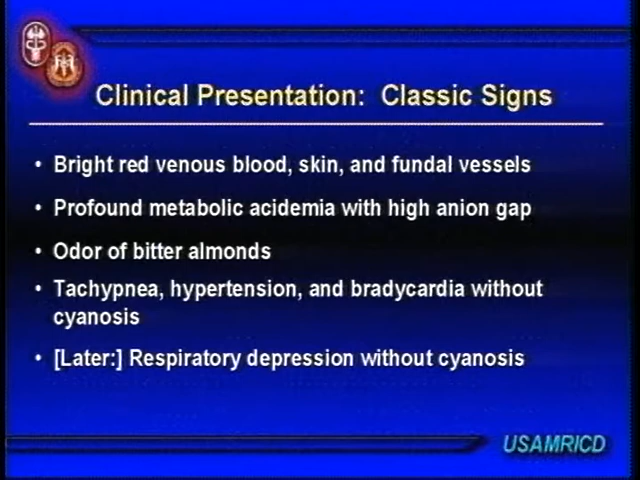 Clinical Presentation: Classic Signs
• Bright red venous blood, skin, and fundal vessels
• Profound metabolic acidemia with high anion gap
• Odor of bitter almonds
• Tachypnea, hypertension, and bradycardia without
cyanosis
• [Later:] Respiratory depression without cyanosis
USAMRICD